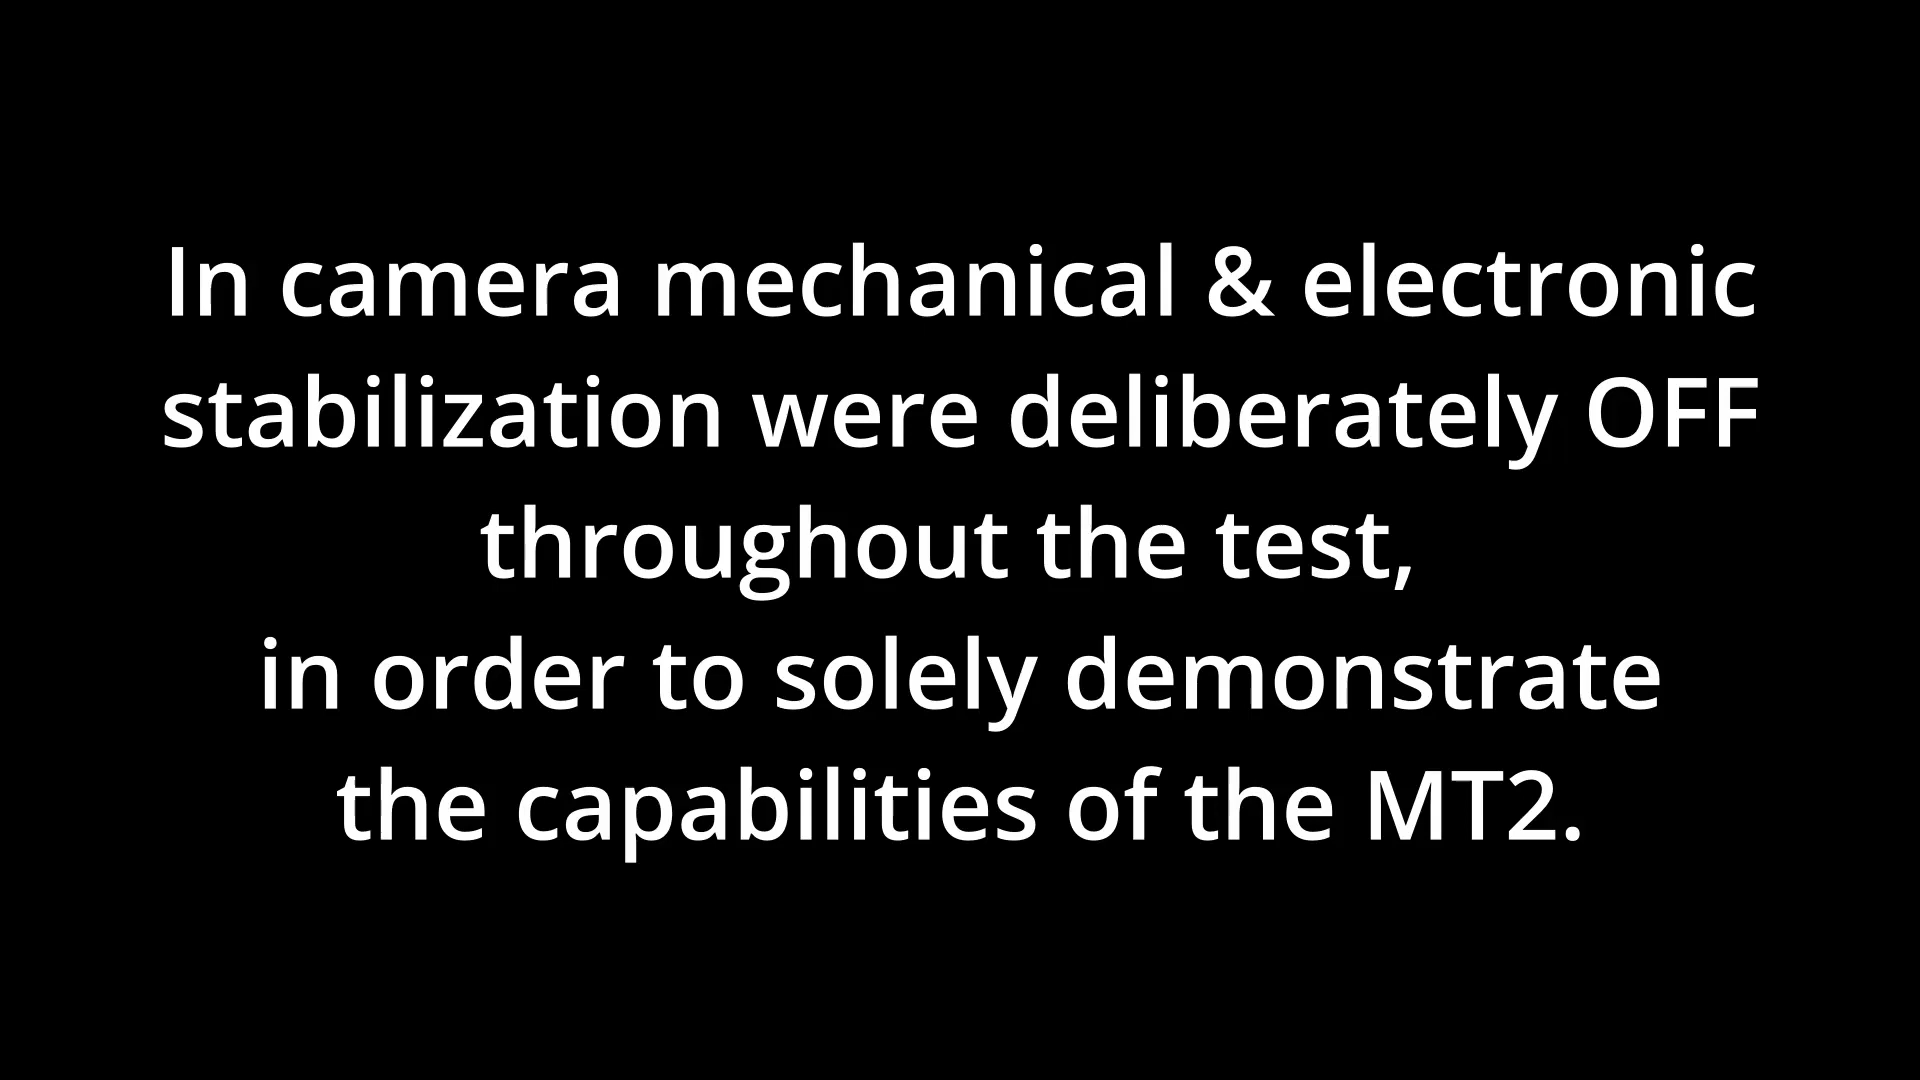 In camera mechanical & electronic
stabilization were deliberately OFF
throughout the test,
in order to solely demonstrate
the capabilities of the MT2.